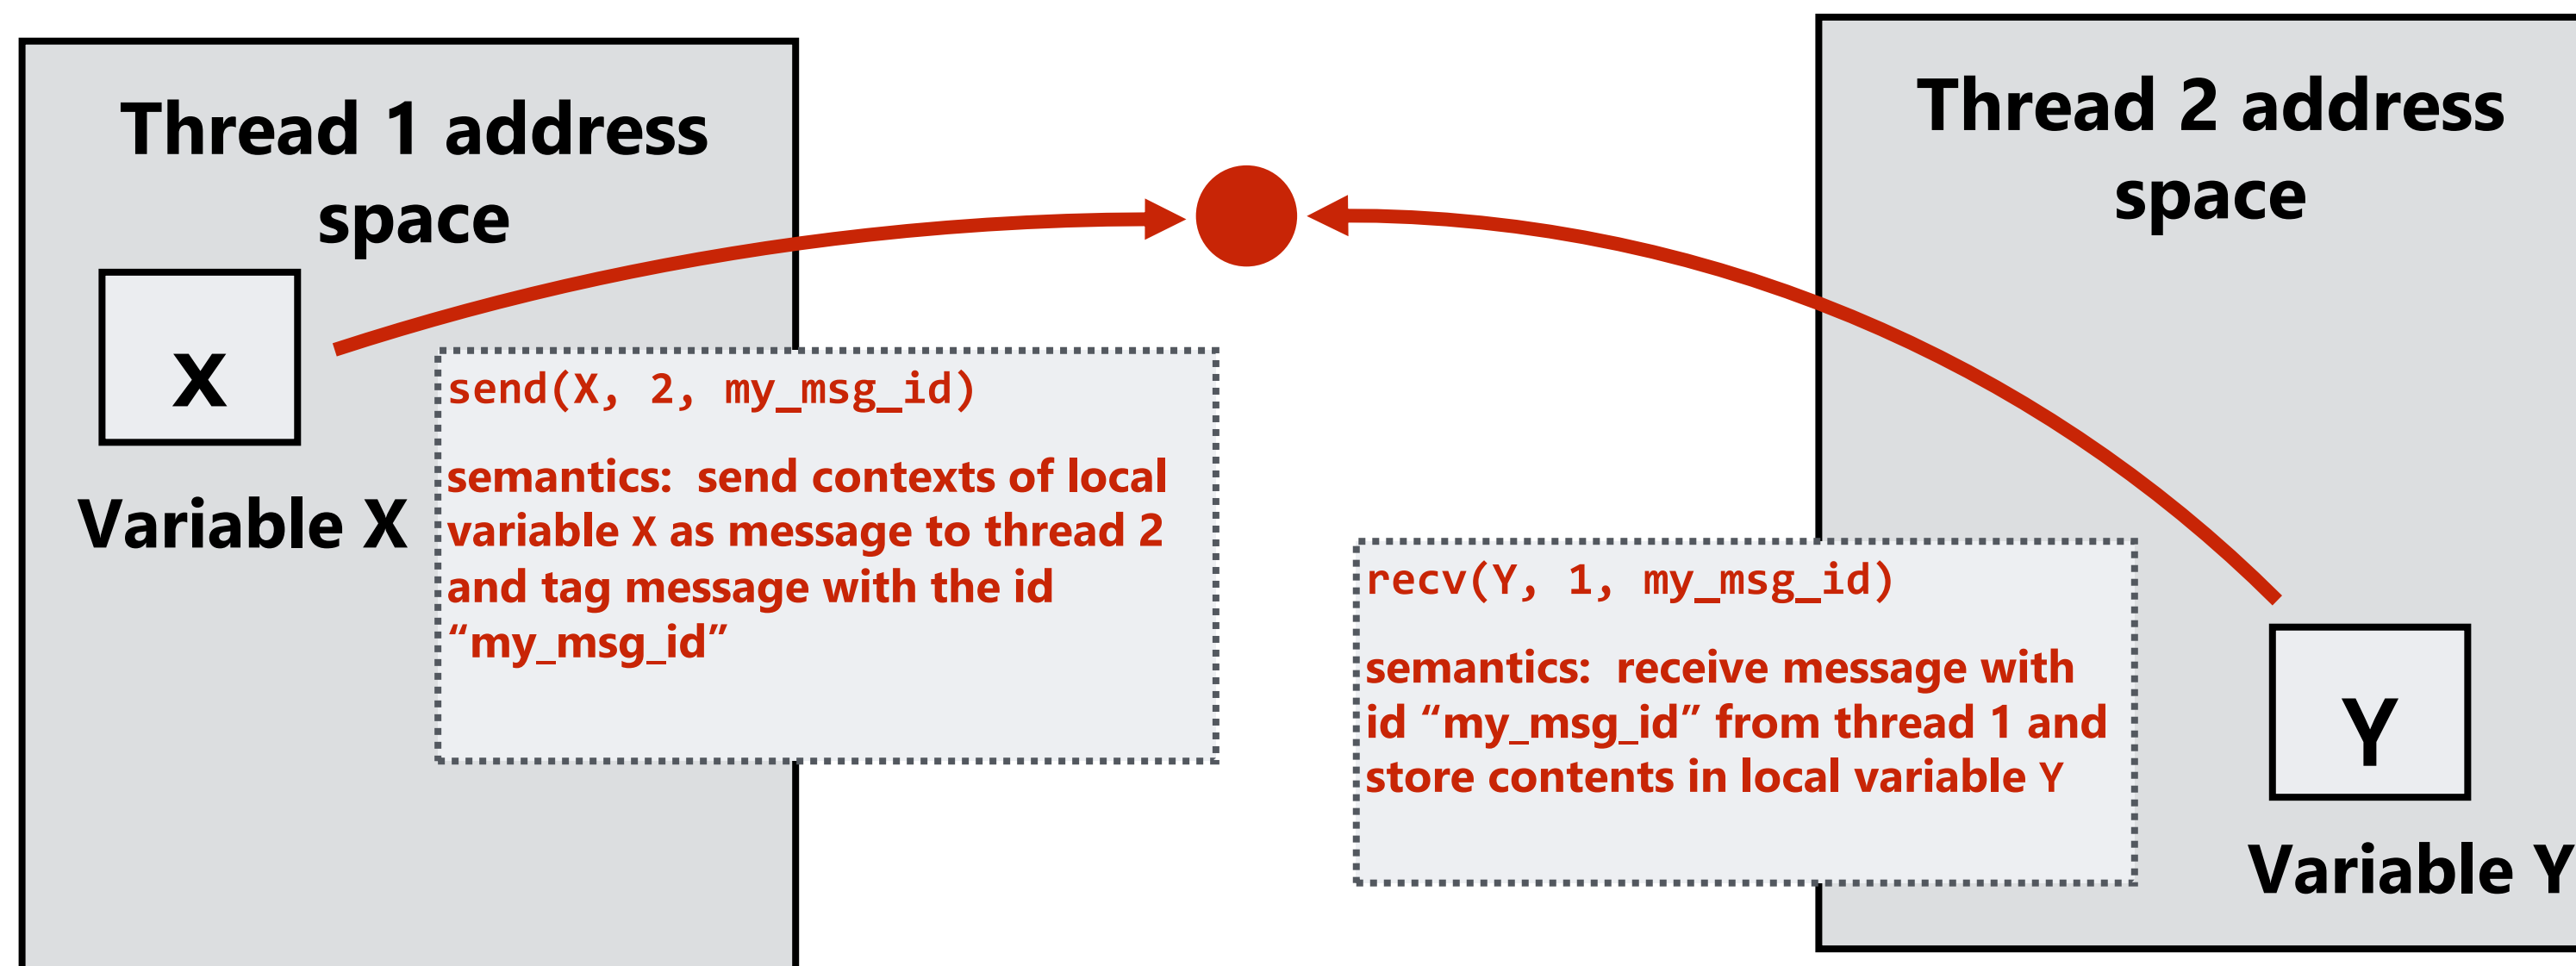 Thread 1 address
space
x
Variable X
send(X, 2, my_msg_id)
semantics: send contexts of local
variable X as message to thread 2
and tag message with the id
“my_msg_id”
Thread 2 address
space
recv(Y, 1, my_msg_id)
semantics: receive message with
id “my_msg_id” from thread 1 and
store contents in local variable Y
Y
Variable Y